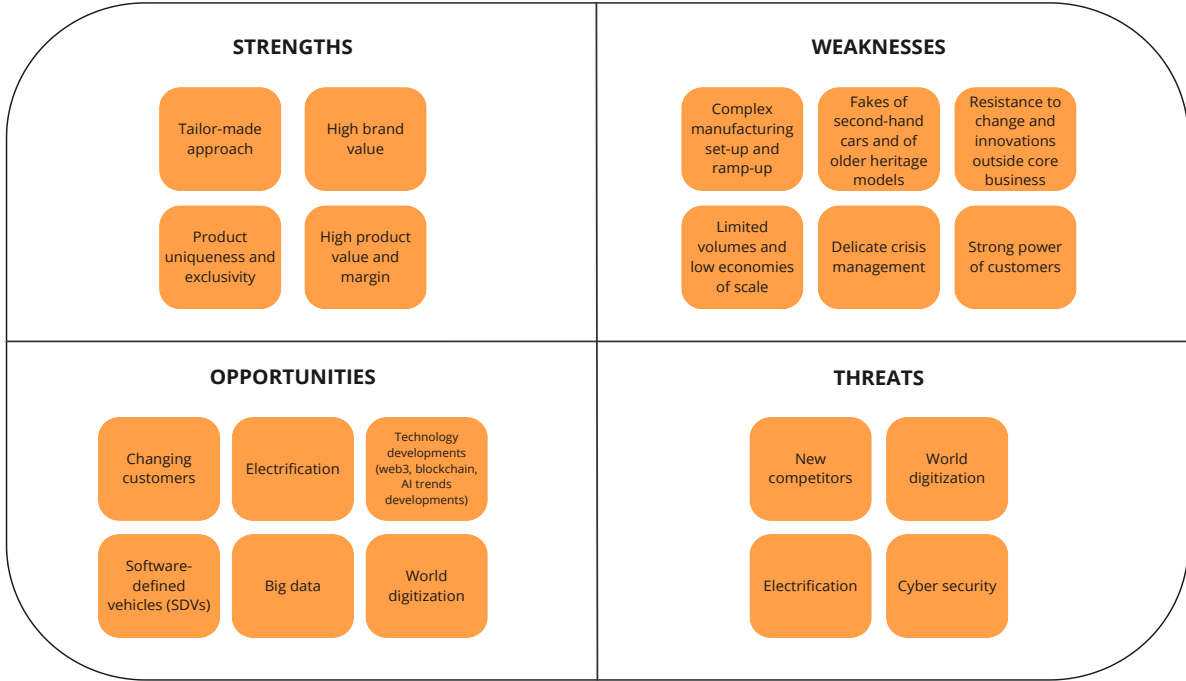 STRENGTHS
Tailor-made
approach
High brand
value
Product
uniqueness and
exclusivity
High product
value and
margin
WEAKNESSES
Complex
manufacturing
set-up and
ramp-up
Fakes of
second-hand
cars and of
older heritage
models
Resistance to
change and
innovations
outside core
business
Limited
volumes and
low economies
of scale
Delicate crisis
management
Strong power
of customers
OPPORTUNITIES
Changing
customers
Electrification
Technology
developments
(web3, blockchain,
AI trends
developments)
Software-
defined
vehicles (SDVs)
Big data
World
digitization
THREATS
New
competitors
World
digitization
Electrification
Cyber security